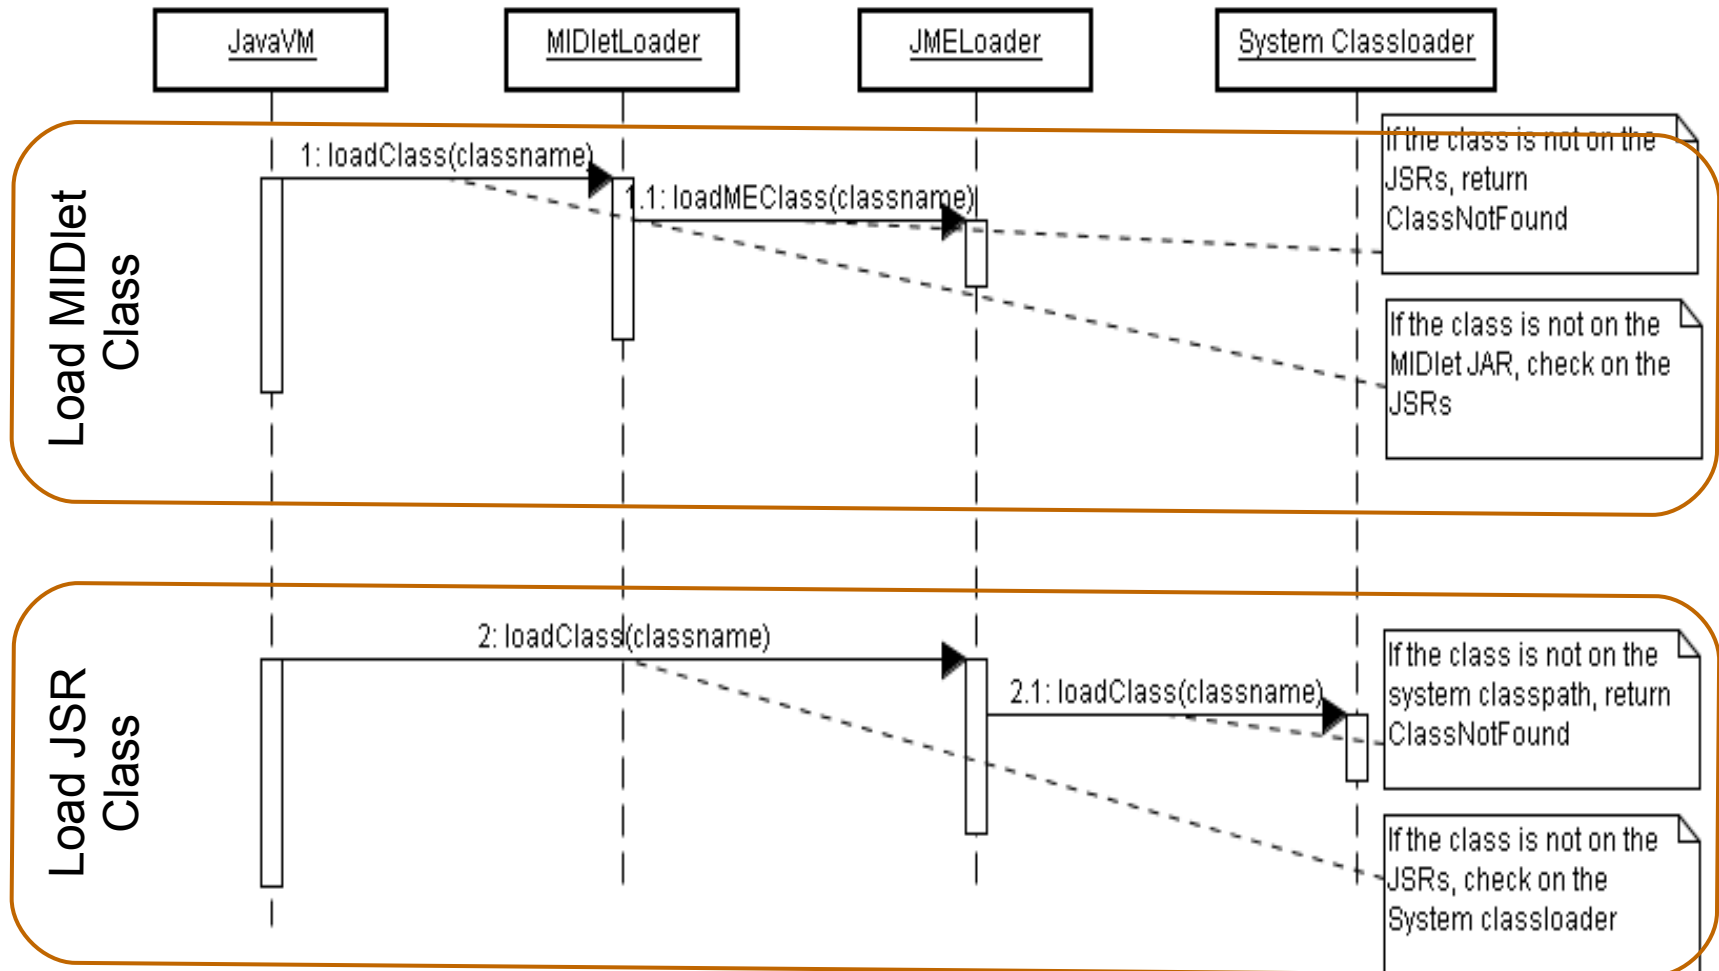 JavaVM
MIDletLoader
JMELoader
System Classloader
Load MIDlet
Class
1: loadClass(classname)
1.1: loadMEClass(classname)
If the class is not on the
JSRs, return
ClassNotFound
If the class is not on the
MIDlet JAR, check on the
JSRs
Load JSR
Class
2: loadClass(classname)
2.1: loadClass(classname)
If the class is not on the
system classpath, return
ClassNotFound
If the class is not on the
JSRs, check on the
System classloader